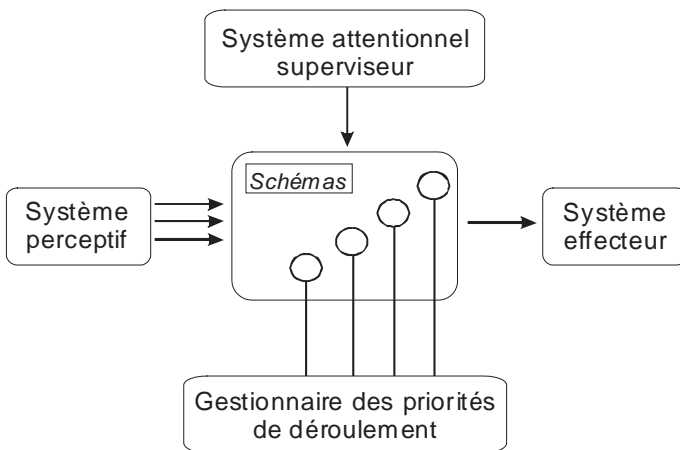 Système attentionnel
superviseur
Schémas
Système
perceptif
Système
effecteur
Gestionnaire des priorités
de déroulement